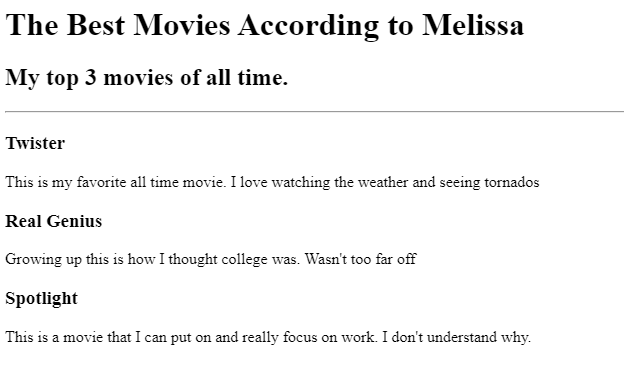 The Best Movies According to Melissa
My top 3 movies of all time.
Twister
This is my favorite all time movie. I love watching the weather and seeing tornados
Real Genius
Growing up this is how I thought college was. Wasn't too far off
Spotlight
This is a movie that I can put on and really focus on work. I don't understand why.